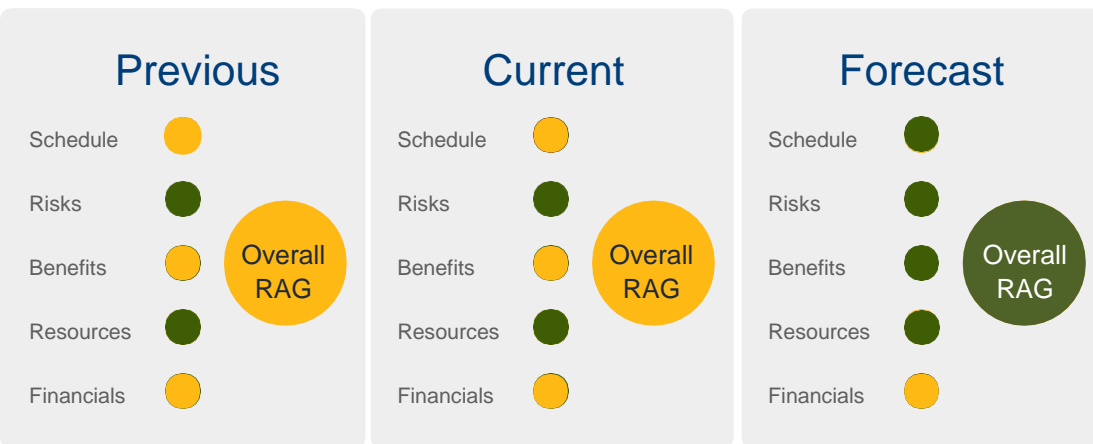 Previous
Schedule
Risks
Benefits
Resources
Financials
Overall
RAG
Current
Schedule
Risks
Benefits
Resources
Financials
Overall
RAG
Forecast
Schedule
Risks
Benefits
Resources
Financials
Overall
RAG